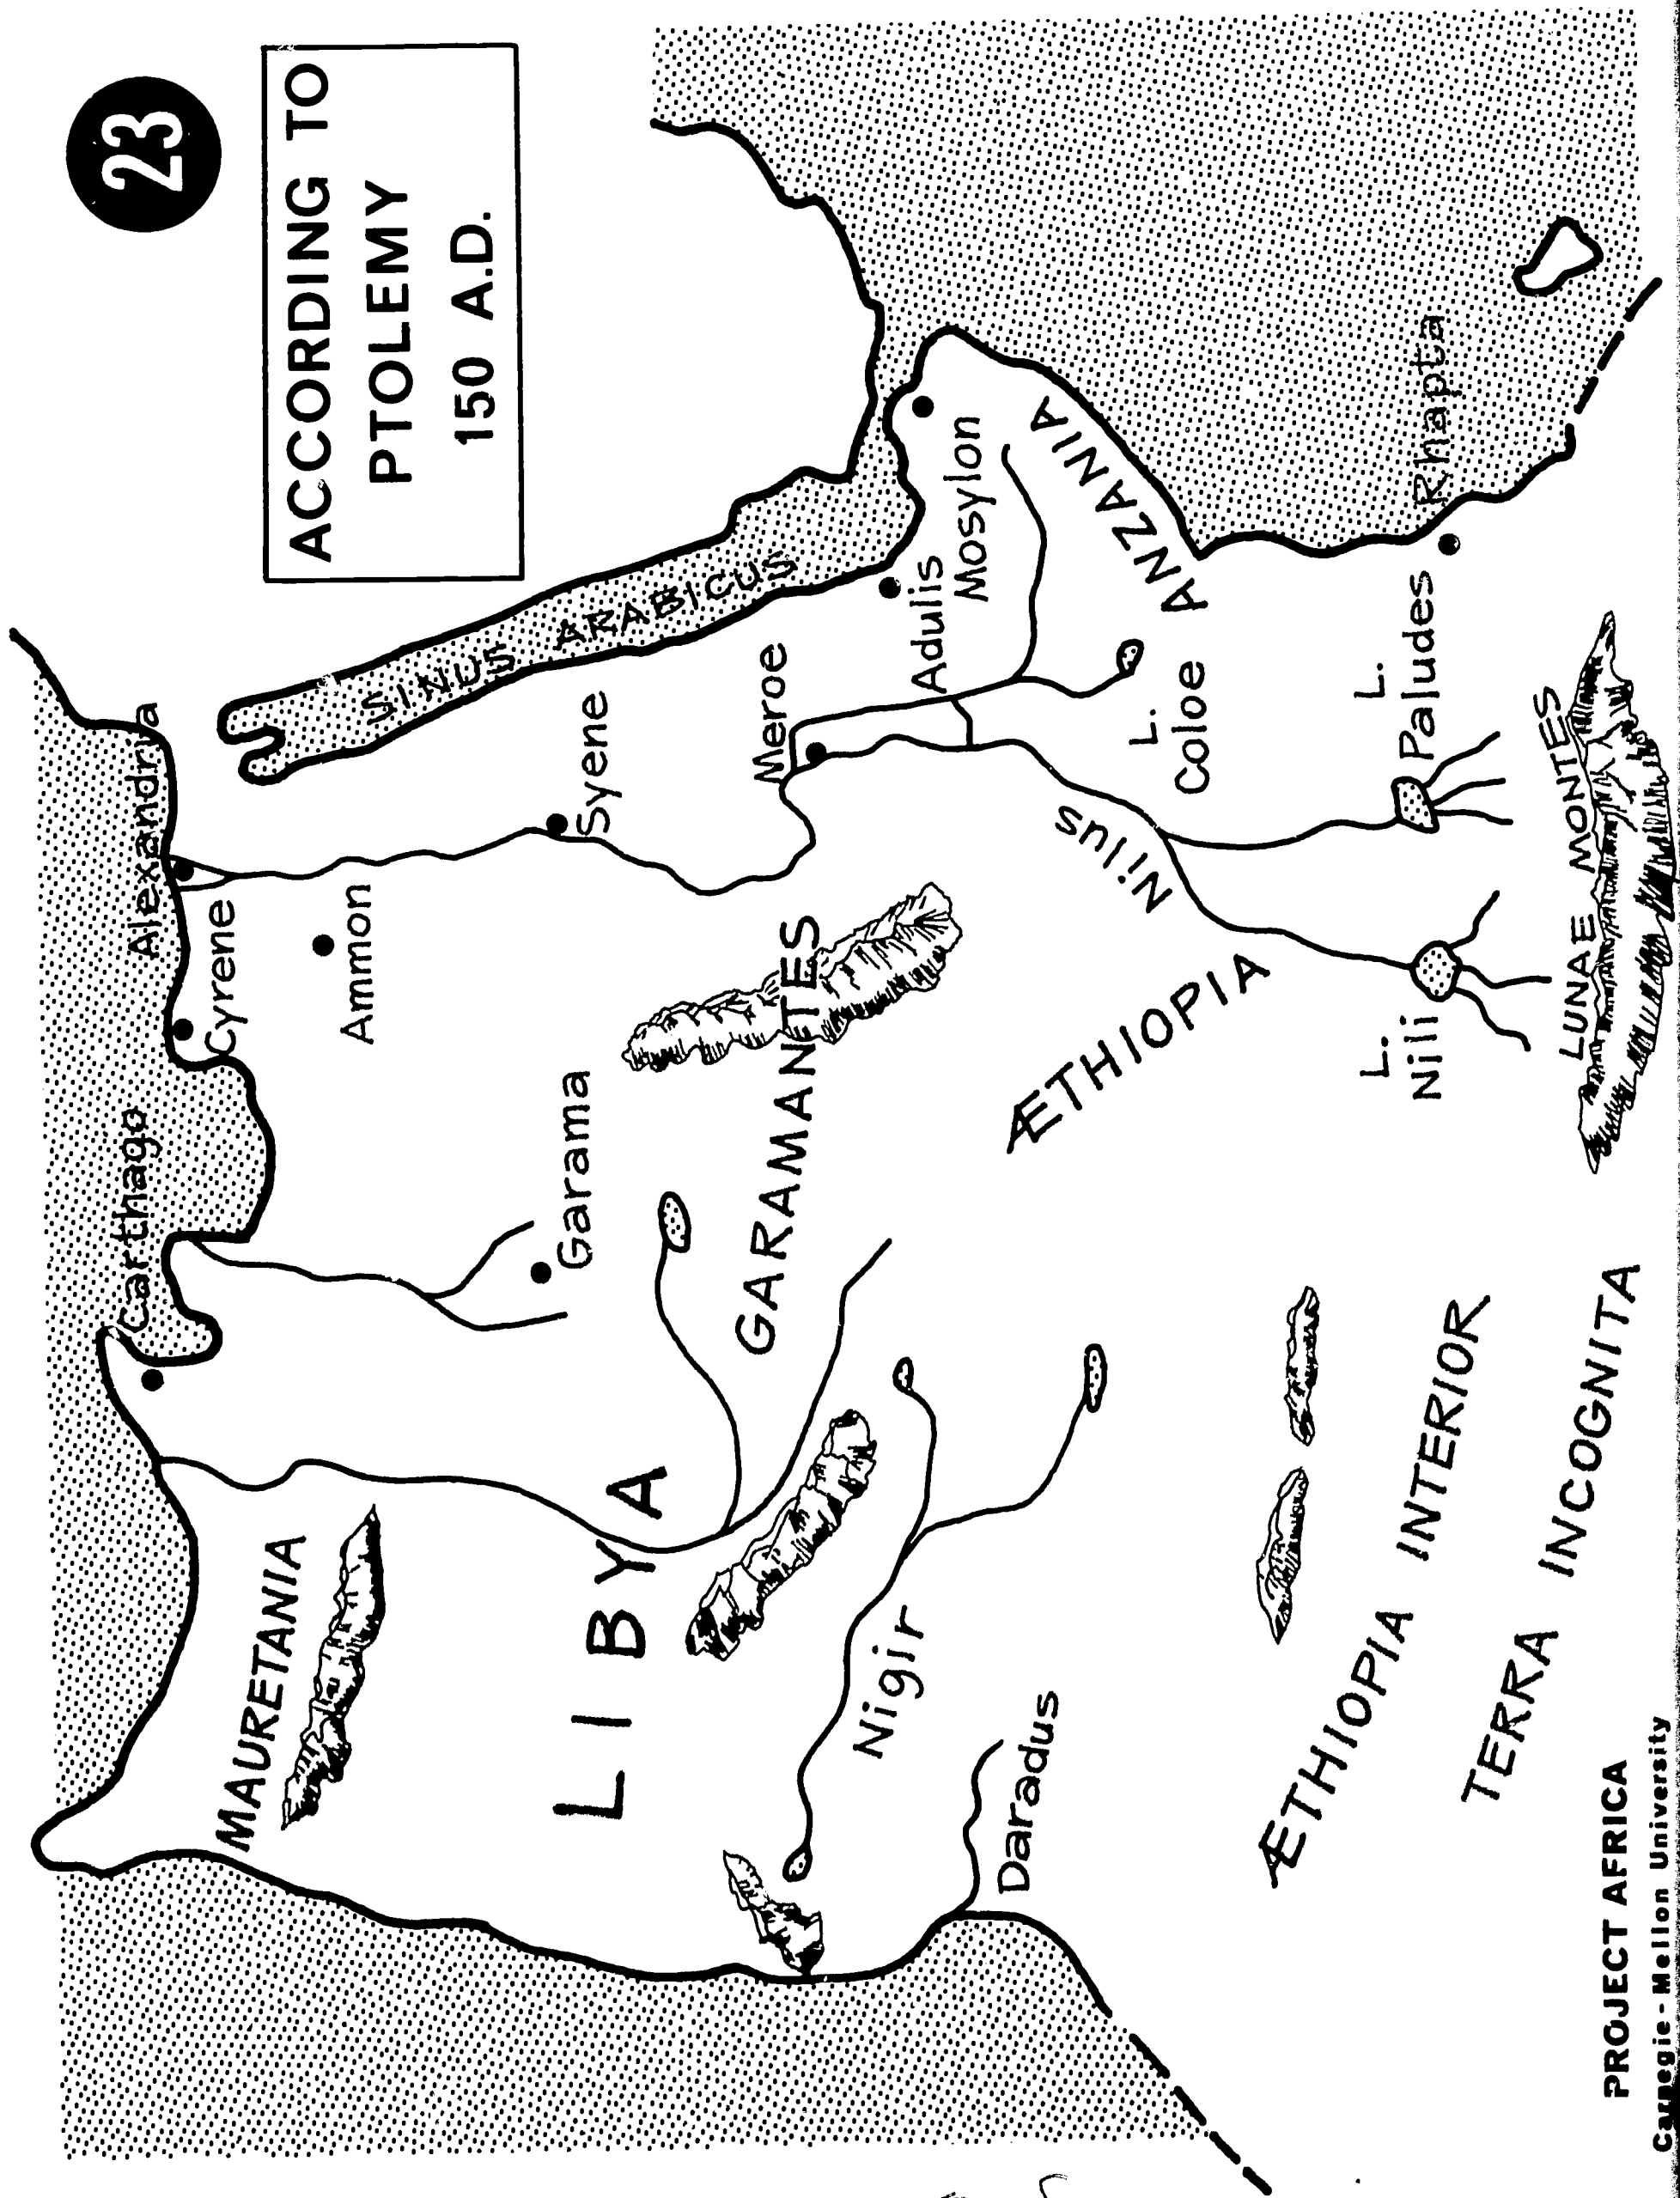 23
ACCORDING TO
PTOLEMY
150 A.D.
Carthago
Alexandria
Cyrene
Ammon
SINUS ARABICUS
MAURETANIA
Garama
Syene
LIBYA
GARAMANTES
Meroe
Adulis
Mosylon
Nigir
Daradus
ÆTHIOPIA
Nilus
ANZANIA
L.
Coloe
L.
Nili
L.
Paludes
Rhapta
LUNAE MONTES
ÆTHIOPIA INTERIOR
TERRA INCOGNITA
PROJECT AFRICA
Carnegie-Mellon University